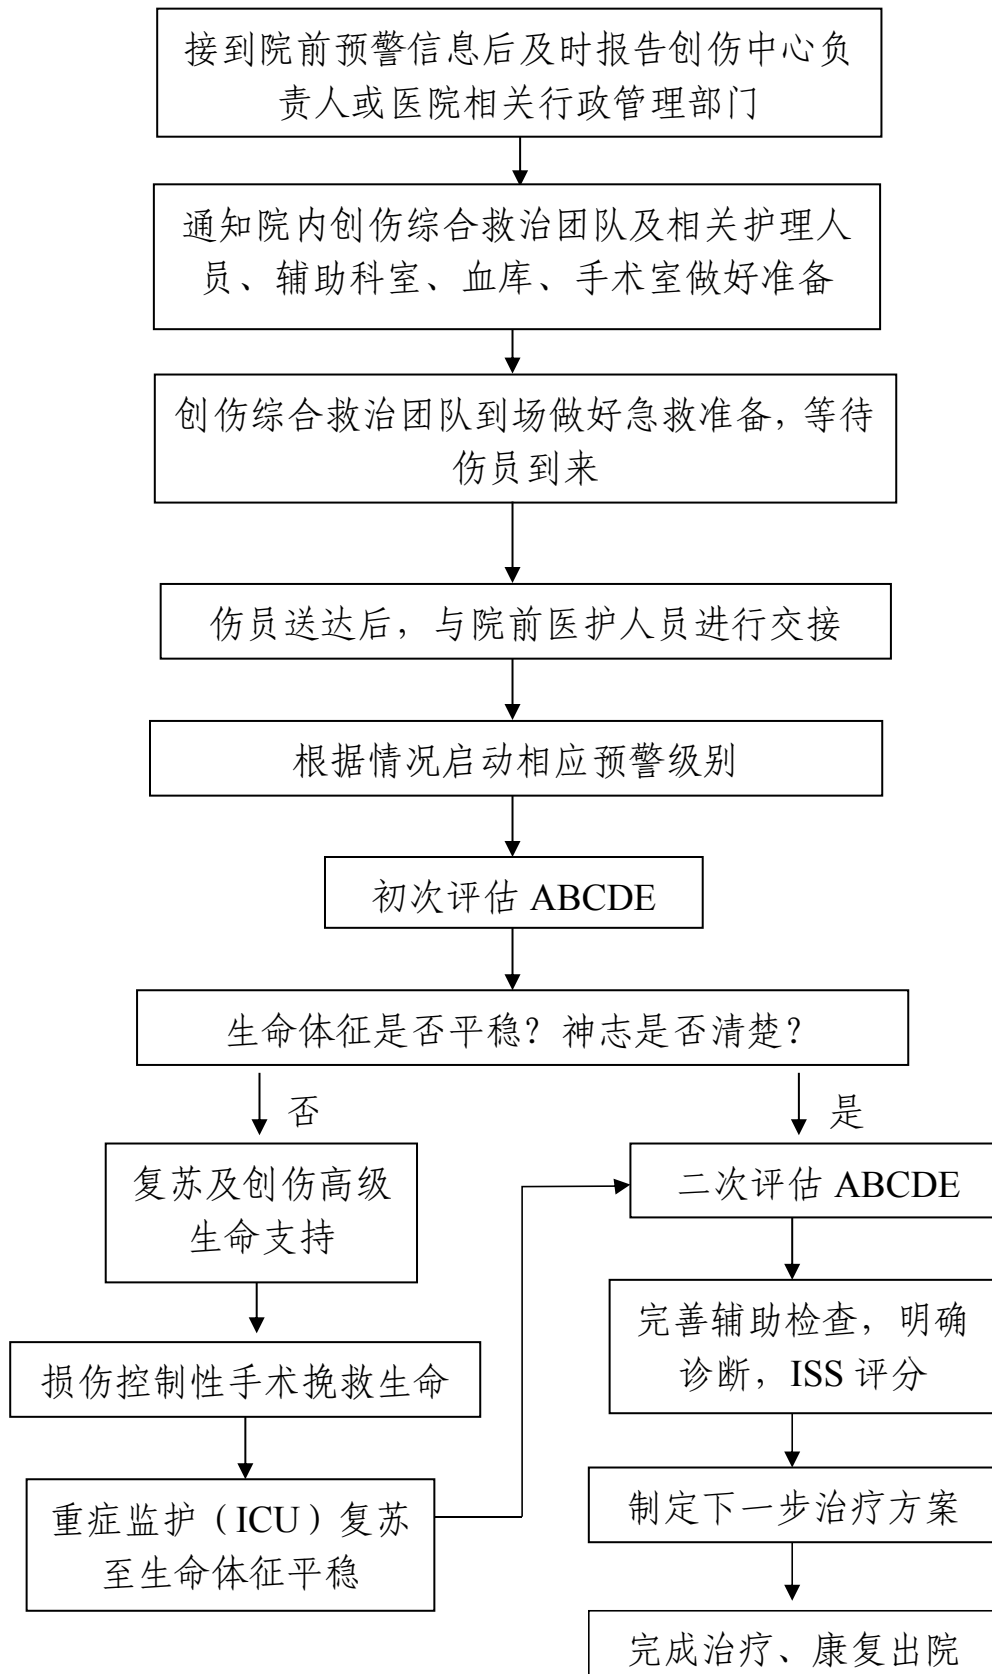 接到院前预警信息后及时报告创伤中心负
责人或医院相关行政管理部门
通知院内创伤综合救治团队及相关护理人
员、辅助科室、血库、手术室做好准备
创伤综合救治团队到场做好急救准备，等待
伤员到来
伤员送达后，与院前医护人员进行交接
根据情况启动相应预警级别
初次评估 ABCDE
生命体征是否平稳？神志是否清楚？
否
复苏及创伤高级
生命支持
损伤控制性手术挽救生命
重症监护（ICU）复苏
至生命体征平稳
是
二次评估 ABCDE
完善辅助检查，明确
诊断，ISS 评分
制定下一步治疗方案
完成治疗、康复出院